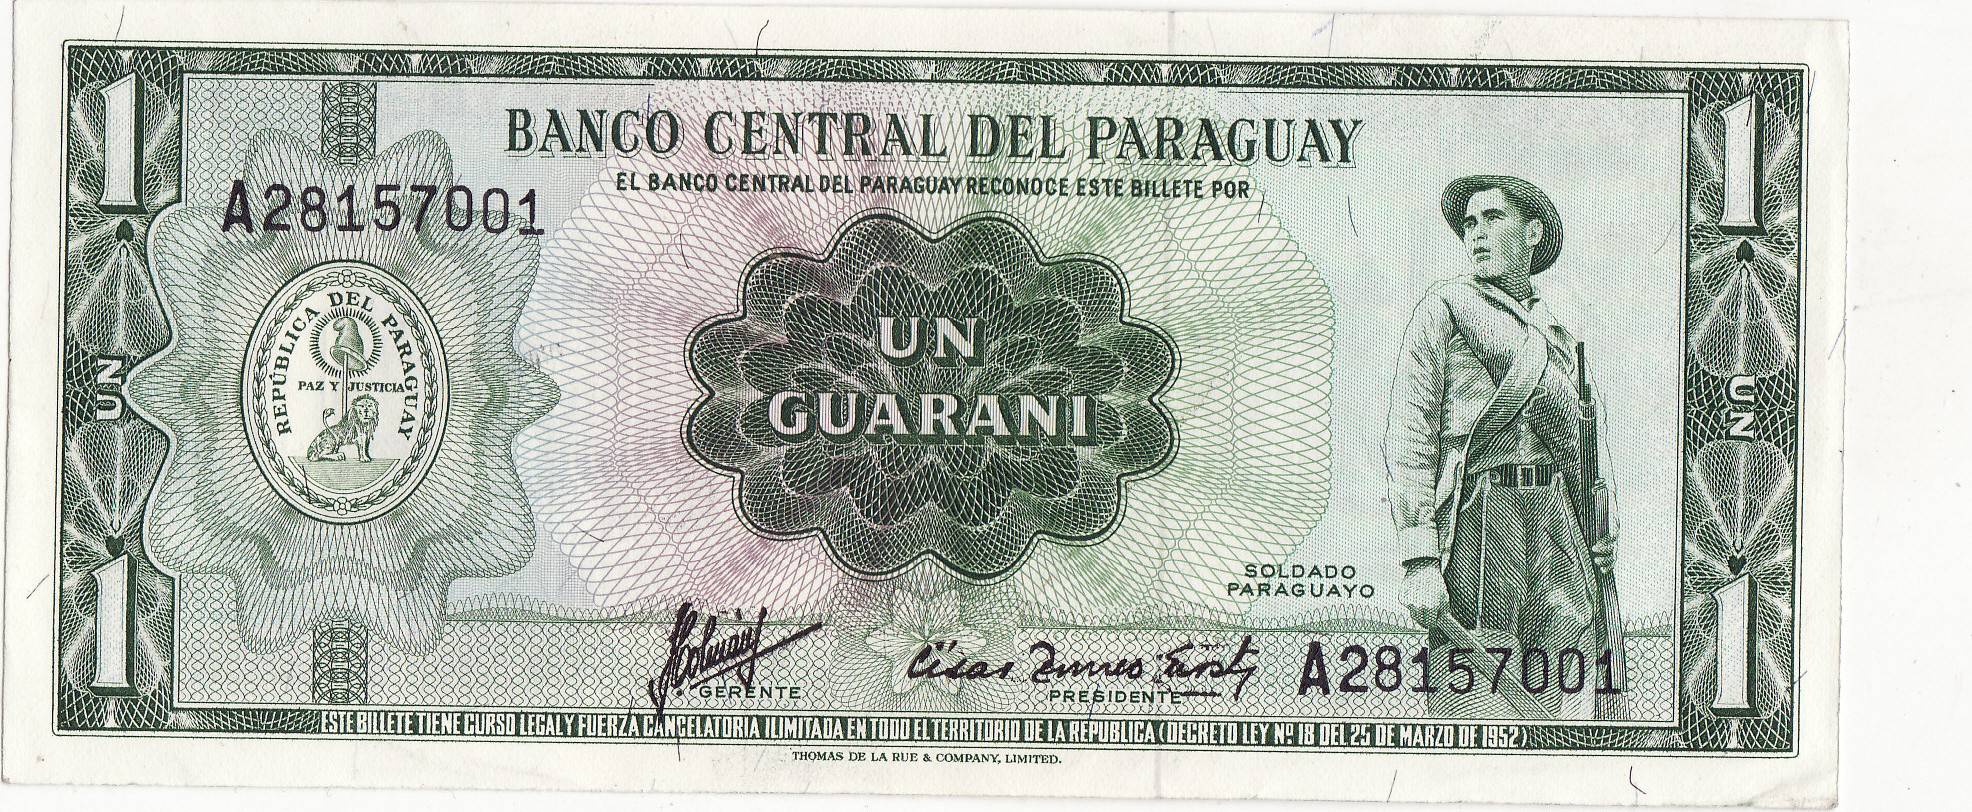 1
1
BANCO CENTRAL DEL PARAGUAY
EL BANCO CENTRAL DEL PARAGUAY RECONOCE ESTE BILLETE POR
A28157001
REPÚBLICA DEL PARAGUAY
PAZ Y JUSTICIA
UN
GUARANI
UN
UN
SOLDADO
PARAGUAYO
1
1
GERENTE
PRESIDENTE
A28157001
ESTE BILLETE TIENE CURSO LEGAL Y FUERZA CANCELATORIA ILIMITADA EN TODO EL TERRITORIO DE LA REPUBLICA (DECRETO LEY Nº 18 DEL 25 DE MARZO DE 1952)
THOMAS DE LA RUE & COMPANY, LIMITED.